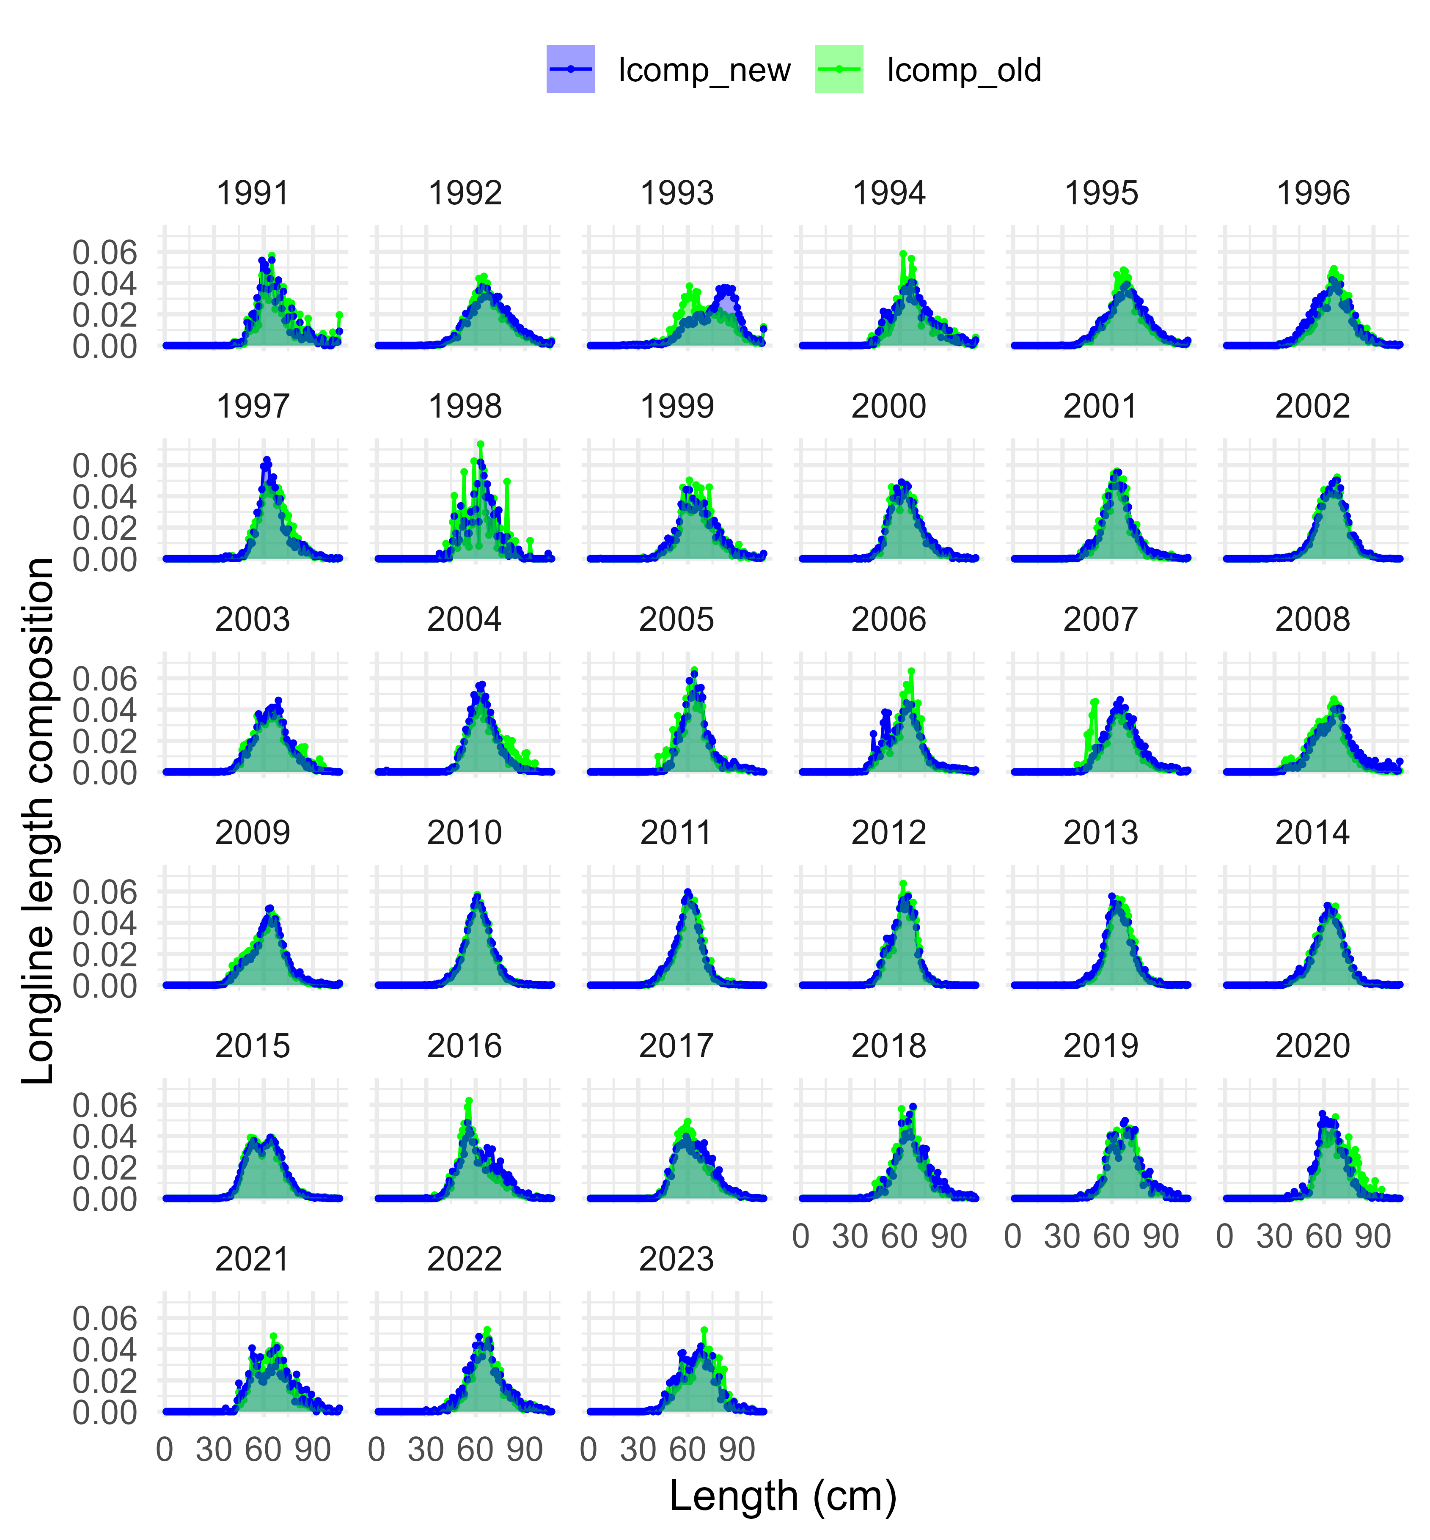 lcomp_new lcomp_old
1991 1992 1993 1994 1995 1996
0.06
0.04
0.02
0.00
1997 1998 1999 2000 2001 2002
0.06
0.04
0.02
0.00
2003 2004 2005 2006 2007 2008
0.06
0.04
0.02
0.00
2009 2010 2011 2012 2013 2014
0.06
0.04
0.02
0.00
2015 2016 2017 2018 2019 2020
0.06
0.04
0.02
0.00
0 30 60 90 0 30 60 90 0 30 60 90
2021 2022 2023
0.06
0.04
0.02
0.00
0 30 60 90 0 30 60 90 0 30 60 90
Length (cm)
Longline length composition